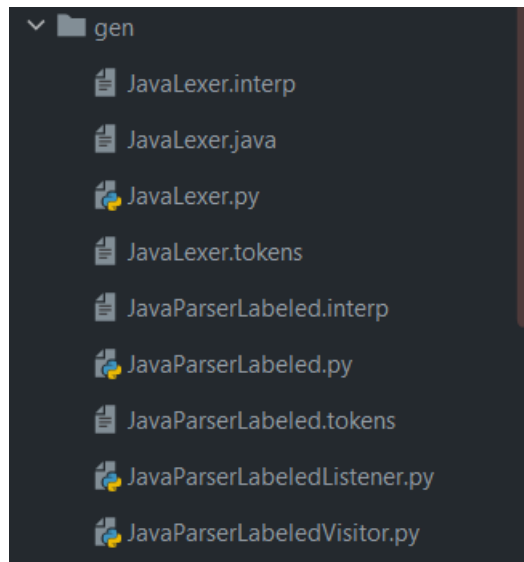 gen
JavaLexer.interp
JavaLexer.java
JavaLexer.py
JavaLexer.tokens
JavaParserLabeled.interp
JavaParserLabeled.py
JavaParserLabeled.tokens
JavaParserLabeledListener.py
JavaParserLabeledVisitor.py